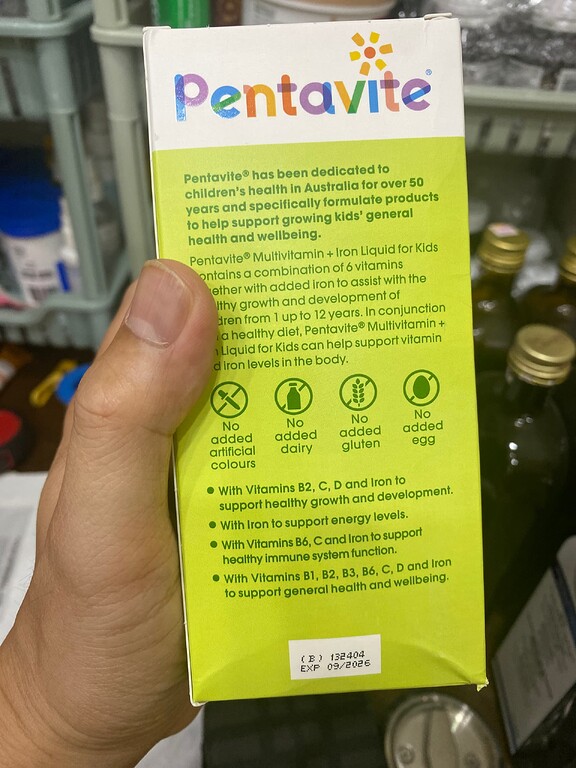 Pentavite®
Pentavite® has been dedicated to
children's health in Australia for over 50
years and specifically formulate products
to help support growing kids' general
health and wellbeing.
Pentavite® Multivitamin + Iron Liquid for Kids
ontains a combination of 6 vitamins
ether with added iron to assist with the
lthy growth and development of
dren from 1 up to 12 years. In conjunction
a healthy diet, Pentavite® Multivitamin +
Liquid for Kids can help support vitamin
d iron levels in the body.
No added artificial colours
No added dairy
No added gluten
No added egg
• With Vitamins B2, C, D and Iron to
support healthy growth and development.
• With Iron to support energy levels.
• With Vitamins B6, C and Iron to support
healthy immune system function.
• With Vitamins B1, B2, B3, B6, C, D and Iron
to support general health and wellbeing.
(B) 132404
EXP 09/2026